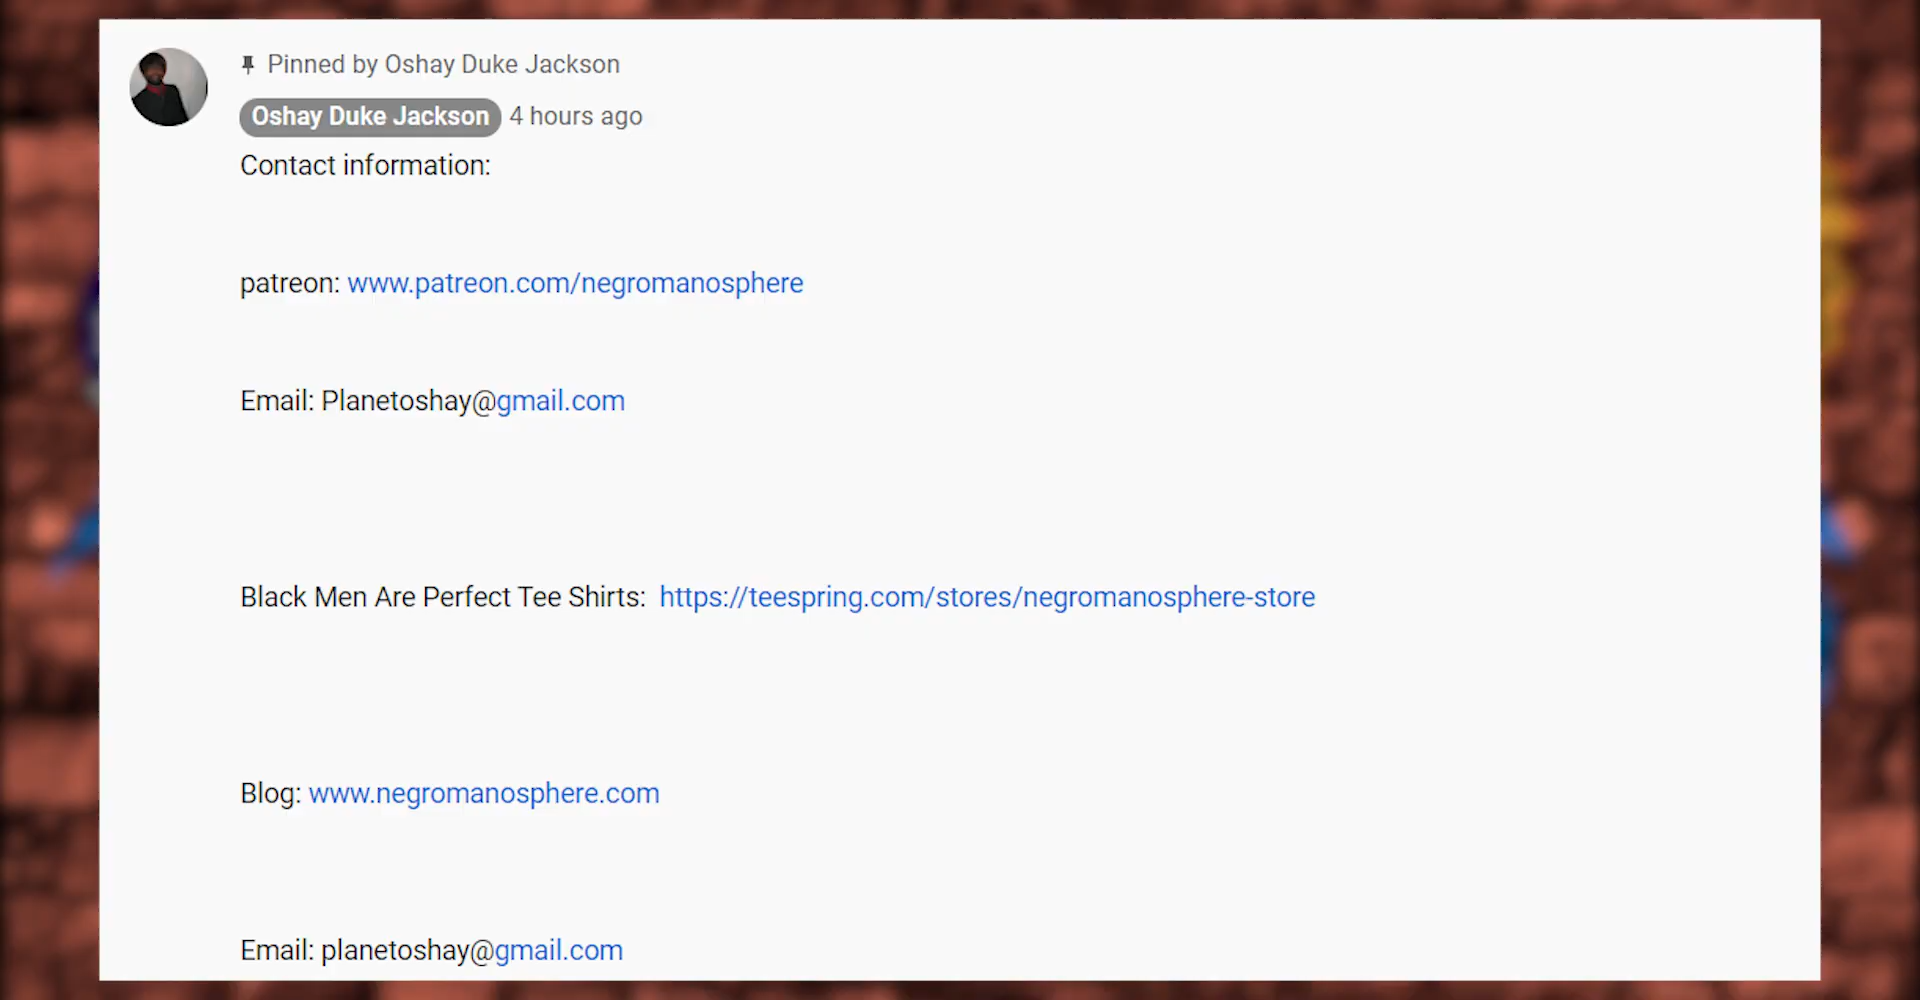 Pinned by Oshay Duke Jackson
Oshay Duke Jackson 4 hours ago
Contact information:
patreon: www.patreon.com/negromanosphere
Email: Planetoshay@gmail.com
Black Men Are Perfect Tee Shirts: https://teespring.com/stores/negromanosphere-store
Blog: www.negromanosphere.com
Email: planetoshay@gmail.com